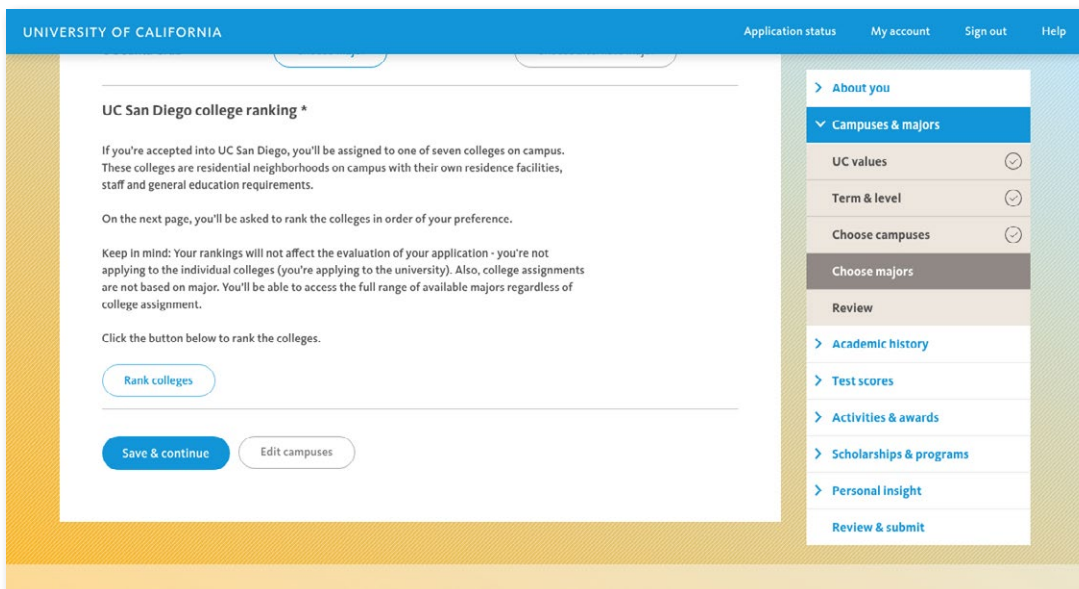 UNIVERSITY OF CALIFORNIA
Application status My account Sign out Help
UC San Diego college ranking *
If you're accepted into UC San Diego, you'll be assigned to one of seven colleges on campus.
These colleges are residential neighborhoods on campus with their own residence facilities,
staff and general education requirements.
On the next page, you'll be asked to rank the colleges in order of your preference.
Keep in mind: Your rankings will not affect the evaluation of your application - you're not
applying to the individual colleges (you're applying to the university). Also, college assignments
are not based on major. You'll be able to access the full range of available majors regardless of
college assignment.
Click the button below to rank the colleges.
Rank colleges
Save & continue Edit campuses
About you
Campuses & majors
UC values
Term & level
Choose campuses
Choose majors
Review
Academic history
Test scores
Activities & awards
Scholarships & programs
Personal insight
Review & submit